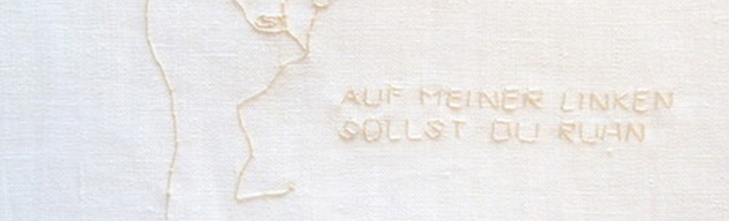 AUF MEINER LINKEN
SOLLST DU RUHN